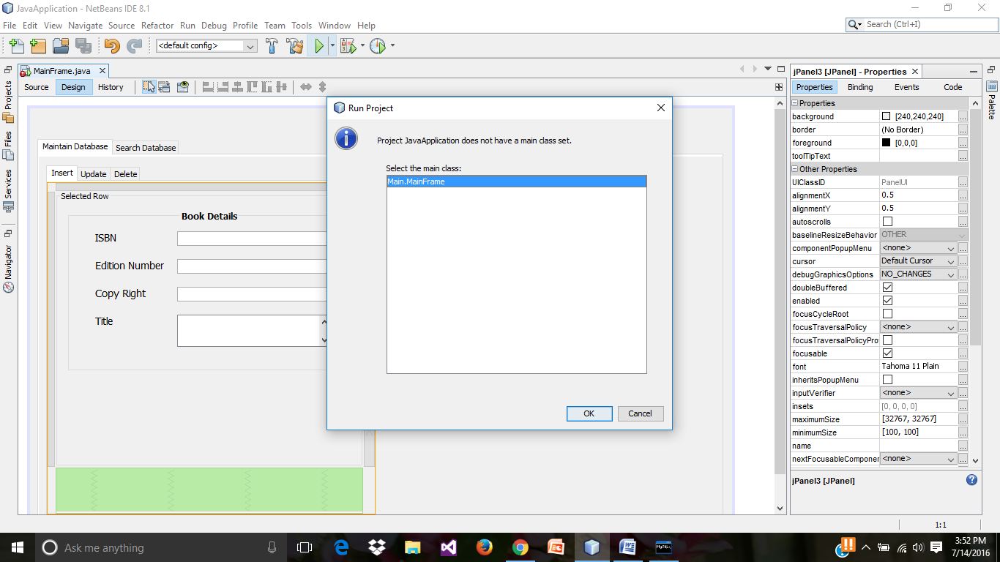 JavaApplication - NetBeans IDE 8.1
File Edit View Navigate Source Refactor Run Debug Profile Team Tools Window Help
Search (Ctrl+I)
<default config>
MainFrame.java
Source Design History
Projects
Files
Services
Navigator
Maintain Database Search Database
Insert Update Delete
Selected Row
Book Details
ISBN
Edition Number
Copy Right
Title
Run Project
Project JavaApplication does not have a main class set.
Select the main class:
Main.MainFrame
OK Cancel
jPanel3 [JPanel] - Properties
Properties Binding Events Code
Properties
background [240,240,240] ...
border (No Border) ...
foreground [0,0,0] ...
toolTipText ...
Other Properties
UIClassID PanelUI ...
alignmentX 0.5 ...
alignmentY 0.5 ...
autoscrolls ...
baselineResizeBehavior OTHER ...
componentPopupMenu <none> ...
cursor Default Cursor ...
debugGraphicsOptions NO_CHANGES ...
doubleBuffered ...
enabled ...
focusCycleRoot ...
focusTraversalPolicy <none> ...
focusTraversalPolicyPro ...
focusable ...
font Tahoma 11 Plain ...
inheritsPopupMenu ...
inputVerifier <none> ...
insets [0, 0, 0, 0] ...
maximumSize [32767, 32767] ...
minimumSize [100, 100] ...
name ...
nextFocusableComponen <none> ...
jPanel3 [JPanel]
Palette
1:1
Ask me anything
MySQL
3:52 PM
7/14/2016